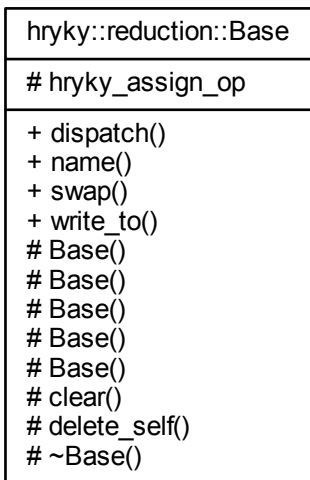 hryky::reduction::Base
# hryky_assign_op
+ dispatch()
+ name()
+ swap()
+ write_to()
# Base()
# Base()
# Base()
# Base()
# Base()
# clear()
# delete_self()
# ~Base()